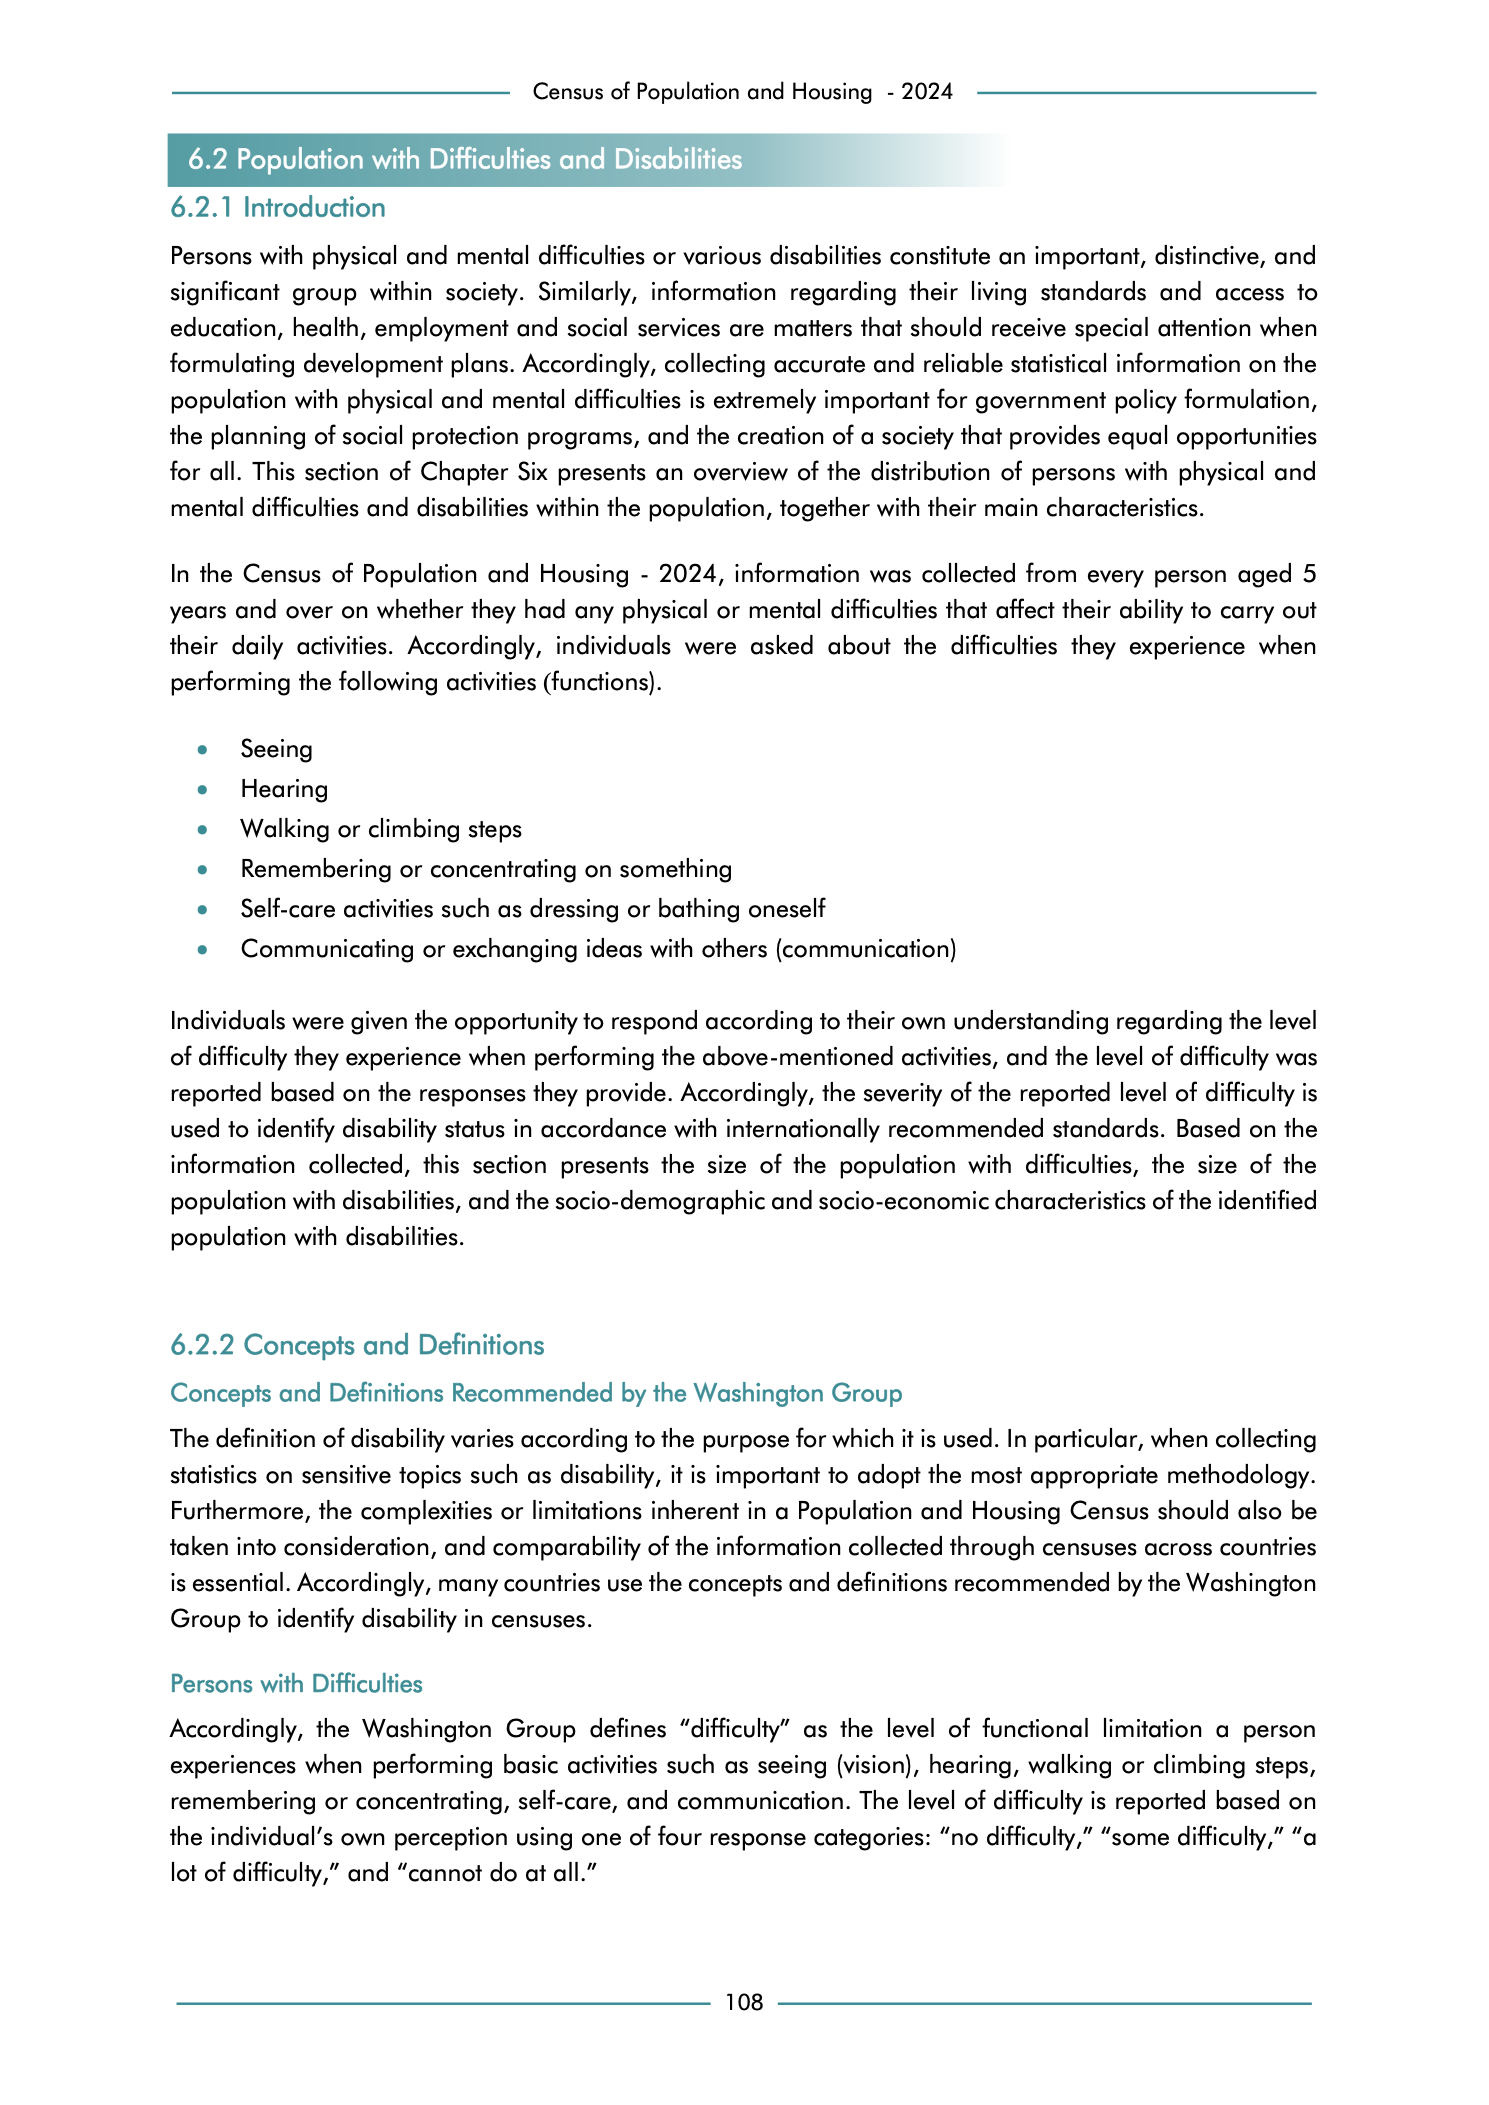 Census of Population and Housing - 2024
6.2 Population with Difficulties and Disabilities
6.2.1 Introduction
Persons with physical and mental difficulties or various disabilities constitute an important, distinctive, and
significant group within society. Similarly, information regarding their living standards and access to
education, health, employment and social services are matters that should receive special attention when
formulating development plans. Accordingly, collecting accurate and reliable statistical information on the
population with physical and mental difficulties is extremely important for government policy formulation,
the planning of social protection programs, and the creation of a society that provides equal opportunities
for all. This section of Chapter Six presents an overview of the distribution of persons with physical and
mental difficulties and disabilities within the population, together with their main characteristics.
In the Census of Population and Housing - 2024, information was collected from every person aged 5
years and over on whether they had any physical or mental difficulties that affect their ability to carry out
their daily activities. Accordingly, individuals were asked about the difficulties they experience when
performing the following activities (functions).
• Seeing
• Hearing
• Walking or climbing steps
• Remembering or concentrating on something
• Self-care activities such as dressing or bathing oneself
• Communicating or exchanging ideas with others (communication)
Individuals were given the opportunity to respond according to their own understanding regarding the level
of difficulty they experience when performing the above-mentioned activities, and the level of difficulty was
reported based on the responses they provide. Accordingly, the severity of the reported level of difficulty is
used to identify disability status in accordance with internationally recommended standards. Based on the
information collected, this section presents the size of the population with difficulties, the size of the
population with disabilities, and the socio-demographic and socio-economic characteristics of the identified
population with disabilities.
6.2.2 Concepts and Definitions
Concepts and Definitions Recommended by the Washington Group
The definition of disability varies according to the purpose for which it is used. In particular, when collecting
statistics on sensitive topics such as disability, it is important to adopt the most appropriate methodology.
Furthermore, the complexities or limitations inherent in a Population and Housing Census should also be
taken into consideration, and comparability of the information collected through censuses across countries
is essential. Accordingly, many countries use the concepts and definitions recommended by the Washington
Group to identify disability in censuses.
Persons with Difficulties
Accordingly, the Washington Group defines “difficulty” as the level of functional limitation a person
experiences when performing basic activities such as seeing (vision), hearing, walking or climbing steps,
remembering or concentrating, self-care, and communication. The level of difficulty is reported based on
the individual’s own perception using one of four response categories: “no difficulty,” “some difficulty,” “a
lot of difficulty,” and “cannot do at all.”
108